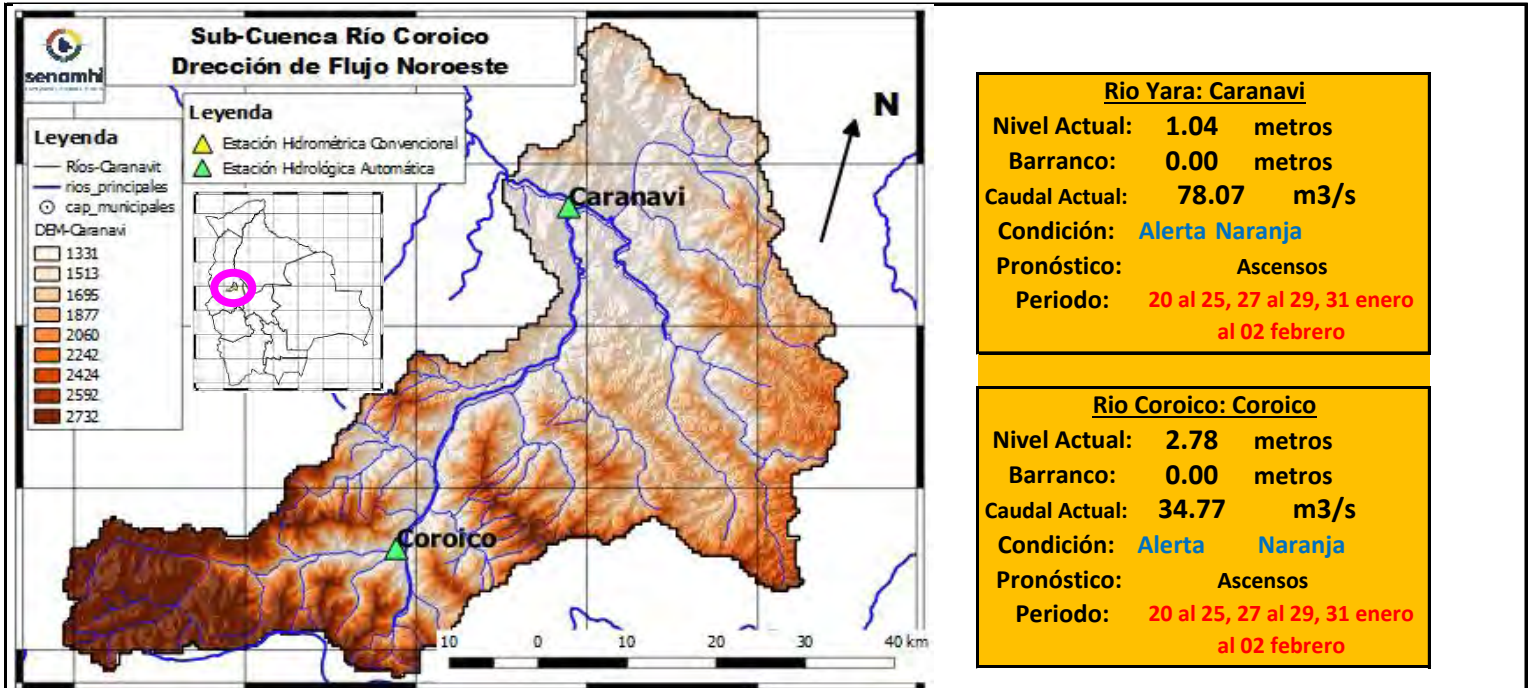 Sub-Cuenca Río Coroico
Drección de Flujo Noroeste
senamhi
Leyenda
Estación Hidrométrica Convencional
Estación Hidrológica Automática
Leyenda
Ríos-Caranavit
rios_principales
cap_municipales
DEM-Caranavi
1331
1513
1695
1877
2060
2242
2424
2592
2732
N
Caranavi
Coroico
10 0 10 20 30 40 km
Rio Yara: Caranavi
Nivel Actual: 1.04 metros
Barranco: 0.00 metros
Caudal Actual: 78.07 m3/s
Condición: Alerta Naranja
Pronóstico: Ascensos
Periodo: 20 al 25, 27 al 29, 31 enero
al 02 febrero
Rio Coroico: Coroico
Nivel Actual: 2.78 metros
Barranco: 0.00 metros
Caudal Actual: 34.77 m3/s
Condición: Alerta Naranja
Pronóstico: Ascensos
Periodo: 20 al 25, 27 al 29, 31 enero
al 02 febrero